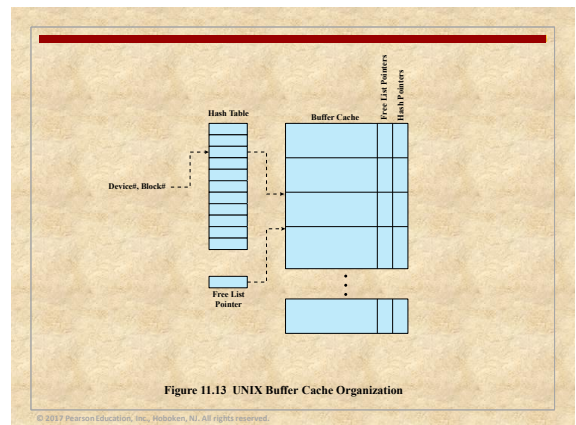 Free List Pointers
Hash Pointers
Hash Table
Buffer Cache
Device#, Block#
Free List
Pointer
Figure 11.13 UNIX Buffer Cache Organization
© 2017 Pearson Education, Inc., Hoboken, NJ. All rights reserved.